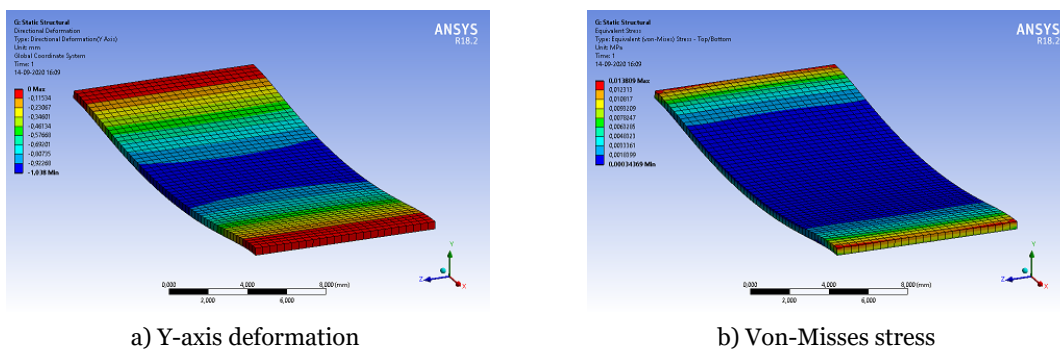 G: Static Structural
Directional Deformation
Type: Directional Deformation(Y Axis)
Unit: mm
Global Coordinate System
Time: 1
14-09-2020 16:09
0 Max
-0,11534
-0,23067
-0,34601
-0,46134
-0,57668
-0,69201
-0,80735
-0,92268
-1,038 Min
ANSYS
R18.2
Y
Z
X
0,000
4,000
8,000 (mm)
2,000
6,000
a) Y-axis deformation
G: Static Structural
Equivalent Stress
Type: Equivalent (von-Mises) Stress - Top/Bottom
Unit: MPa
Time: 1
14-09-2020 16:09
0,013809 Max
0,012313
0,010817
0,0093209
0,0078247
0,0063285
0,0048323
0,0033361
0,0018399
0,00034369 Min
ANSYS
R18.2
Y
Z
X
0,000
4,000
8,000 (mm)
2,000
6,000
b) Von-Misses stress